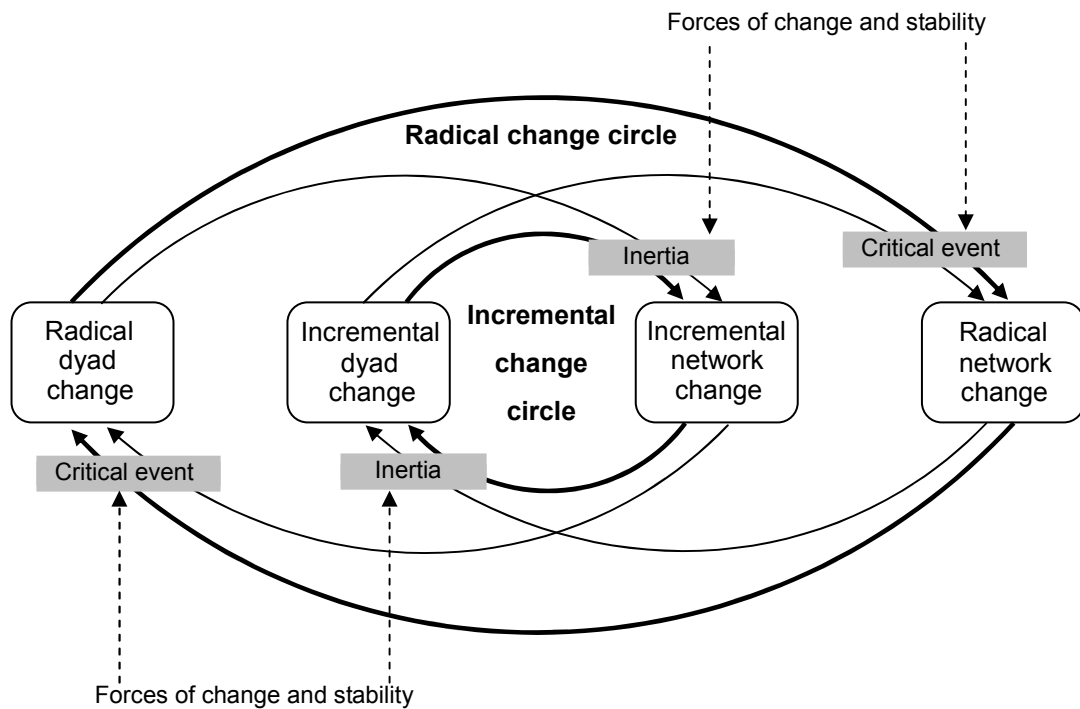 Forces of change and stability
Radical change circle
Critical event
Inertia
Radical
dyad
change
Incremental
dyad
change
Incremental
change
circle
Incremental
network
change
Radical
network
change
Critical event
Inertia
Forces of change and stability